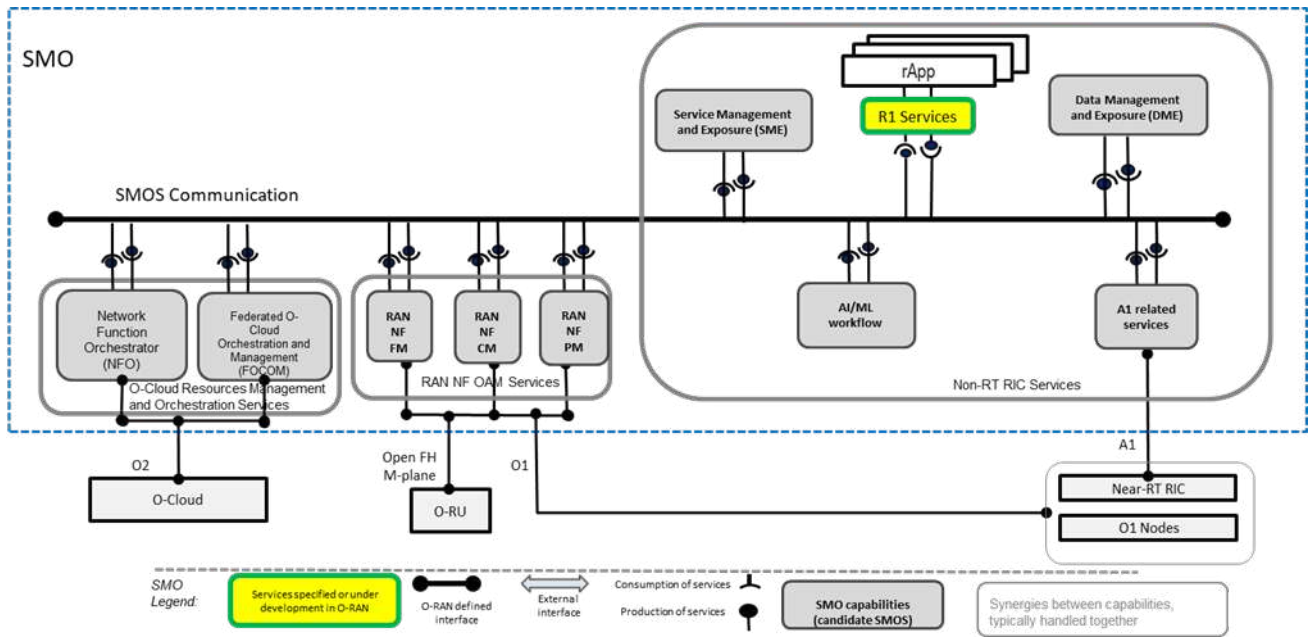 SMO
rApp
R1 Services
Service Management
and Exposure (SME)
Data Management
and Exposure (DME)
SMOS Communication
Network
Function
Orchestrator
(NFO)
Federated O-
Cloud
Orchestration and
Management
(FOCOM)
O-Cloud Resources Management
and Orchestration Services
RAN
NF
FM
RAN
NF
CM
RAN
NF
PM
RAN NF OAM Services
AI/ML
workflow
A1 related
services
Non-RT RIC Services
O2
O-Cloud
Open FH
M-plane
O-RU
O1
A1
Near-RT RIC
O1 Nodes
SMO
Legend:
Services specified or under
development in O-RAN
O-RAN defined
interface
External
interface
Consumption of services
Production of services
SMO capabilities
(candidate SMOS)
Synergies between capabilities,
typically handled together